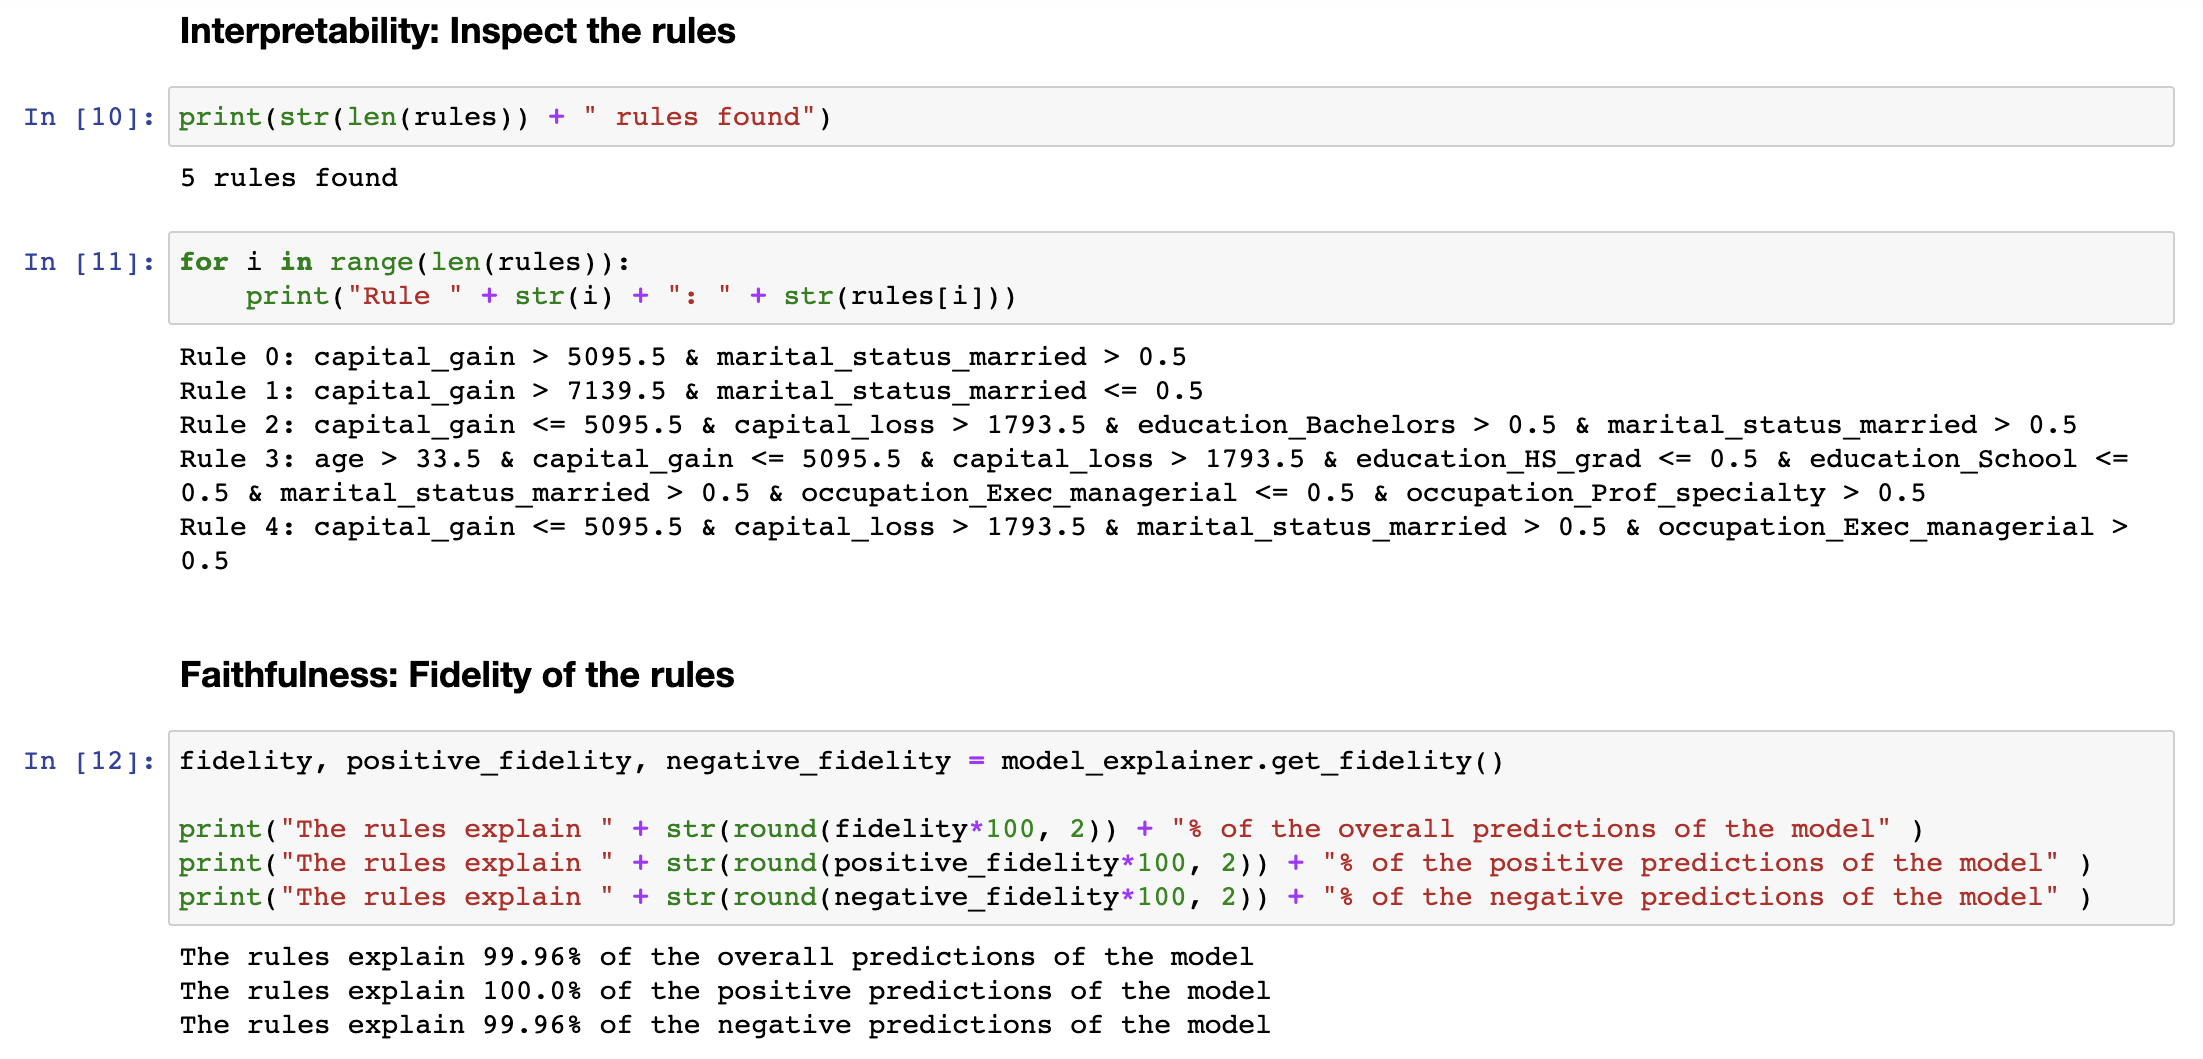 Interpretability: Inspect the rules
In [10]: print(str(len(rules)) + " rules found")
5 rules found
In [11]: for i in range(len(rules)):
    print("Rule " + str(i) + ": " + str(rules[i]))
Rule 0: capital_gain > 5095.5 & marital_status_married > 0.5
Rule 1: capital_gain > 7139.5 & marital_status_married <= 0.5
Rule 2: capital_gain <= 5095.5 & capital_loss > 1793.5 & education_Bachelors > 0.5 & marital_status_married > 0.5
Rule 3: age > 33.5 & capital_gain <= 5095.5 & capital_loss > 1793.5 & education_HS_grad <= 0.5 & education_School <=
0.5 & marital_status_married > 0.5 & occupation_Exec_managerial <= 0.5 & occupation_Prof_specialty > 0.5
Rule 4: capital_gain <= 5095.5 & capital_loss > 1793.5 & marital_status_married > 0.5 & occupation_Exec_managerial >
0.5
Faithfulness: Fidelity of the rules
In [12]: fidelity, positive_fidelity, negative_fidelity = model_explainer.get_fidelity()
print("The rules explain " + str(round(fidelity*100, 2)) + "% of the overall predictions of the model" )
print("The rules explain " + str(round(positive_fidelity*100, 2)) + "% of the positive predictions of the model" )
print("The rules explain " + str(round(negative_fidelity*100, 2)) + "% of the negative predictions of the model" )
The rules explain 99.96% of the overall predictions of the model
The rules explain 100.0% of the positive predictions of the model
The rules explain 99.96% of the negative predictions of the model